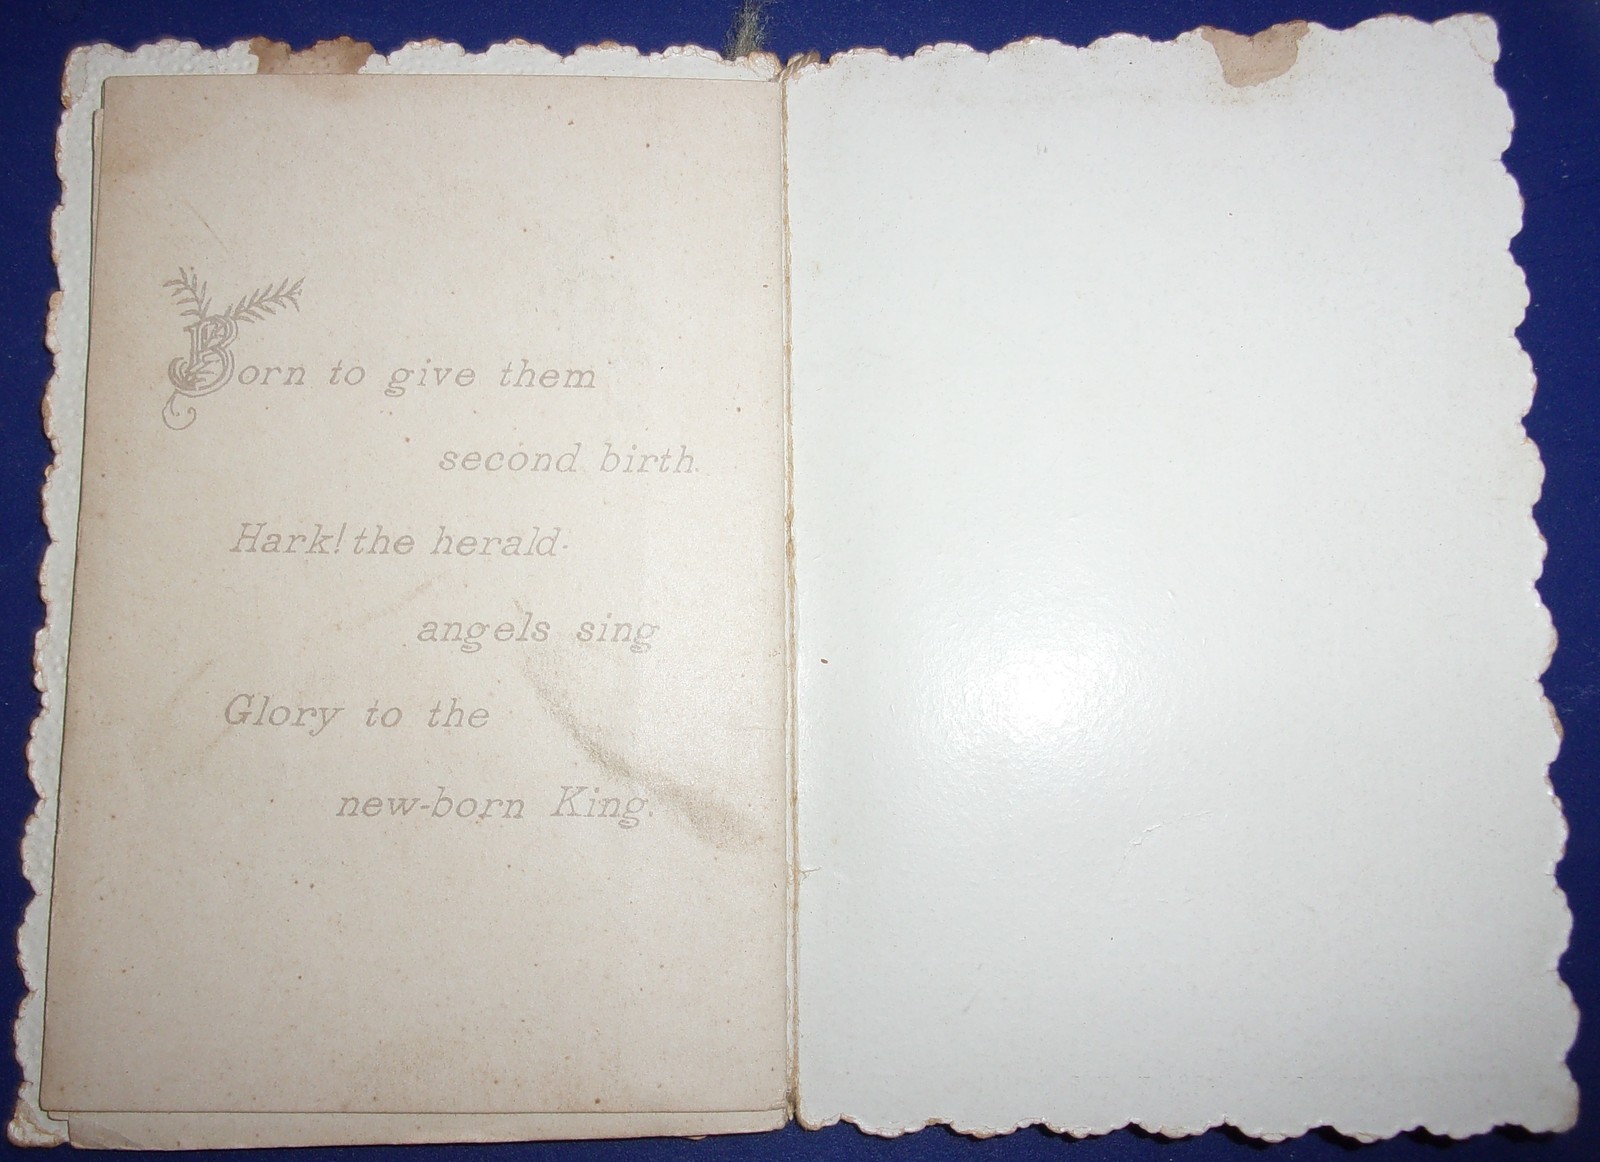 Born to give them
second birth.
Hark! the herald
angels sing
Glory to the
new-born King.